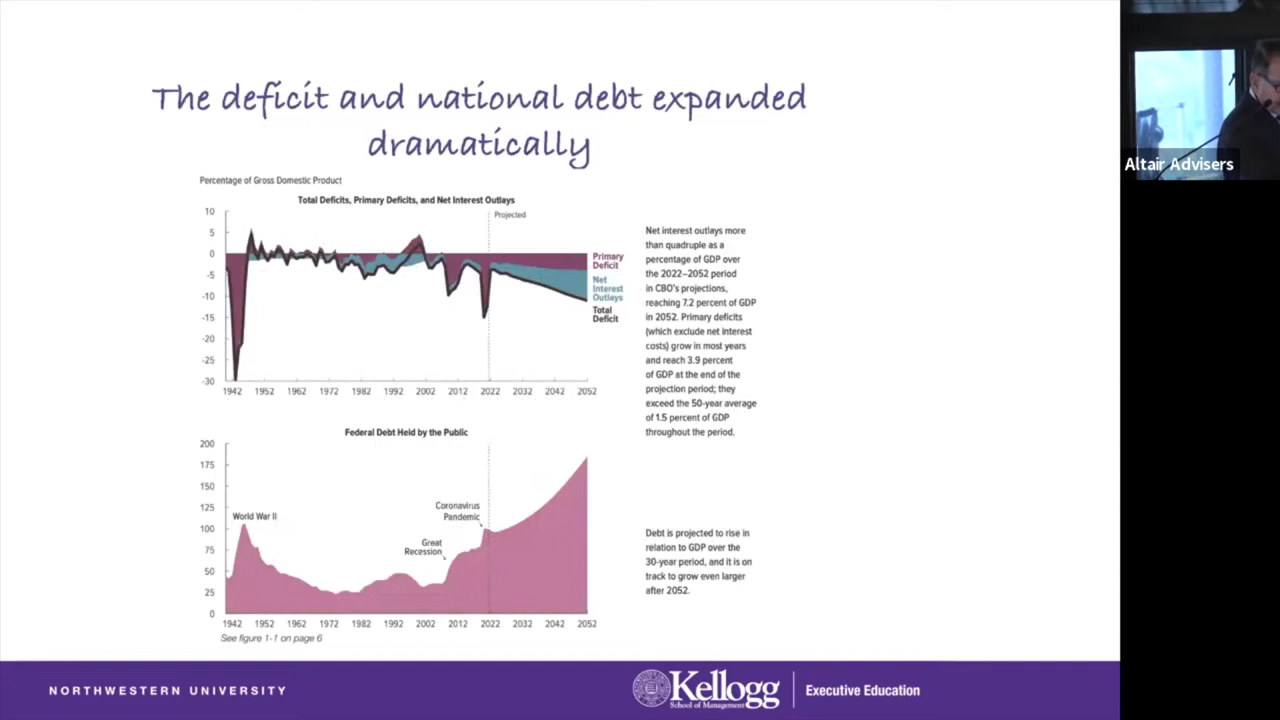 The deficit and national debt expanded
dramatically
Percentage of Gross Domestic Product
Total Deficits, Primary Deficits, and Net Interest Outlays
Projected
10
5
0
-5
-10
-15
-20
-25
-30
Primary
Deficit
Net
Interest
Outlays
Total
Deficit
1942 1952 1962 1972 1982 1992 2002 2012 2022 2032 2042 2052
Net interest outlays more
than quadruple as a
percentage of GDP over
the 2022–2052 period
in CBO's projections,
reaching 7.2 percent of GDP
in 2052. Primary deficits
(which exclude net interest
costs) grow in most years
and reach 3.9 percent
of GDP at the end of the
projection period; they
exceed the 50-year average
of 1.5 percent of GDP
throughout the period.
Federal Debt Held by the Public
200
175
150
125
100
75
50
25
0
World War II
Great
Recession
Coronavirus
Pandemic
1942 1952 1962 1972 1982 1992 2002 2012 2022 2032 2042 2052
Debt is projected to rise in
relation to GDP over the
30-year period, and it is on
track to grow even larger
after 2052.
See figure 1-1 on page 6
NORTHWESTERN UNIVERSITY
Kellogg
School of Management
Executive Education
Altair Advisers